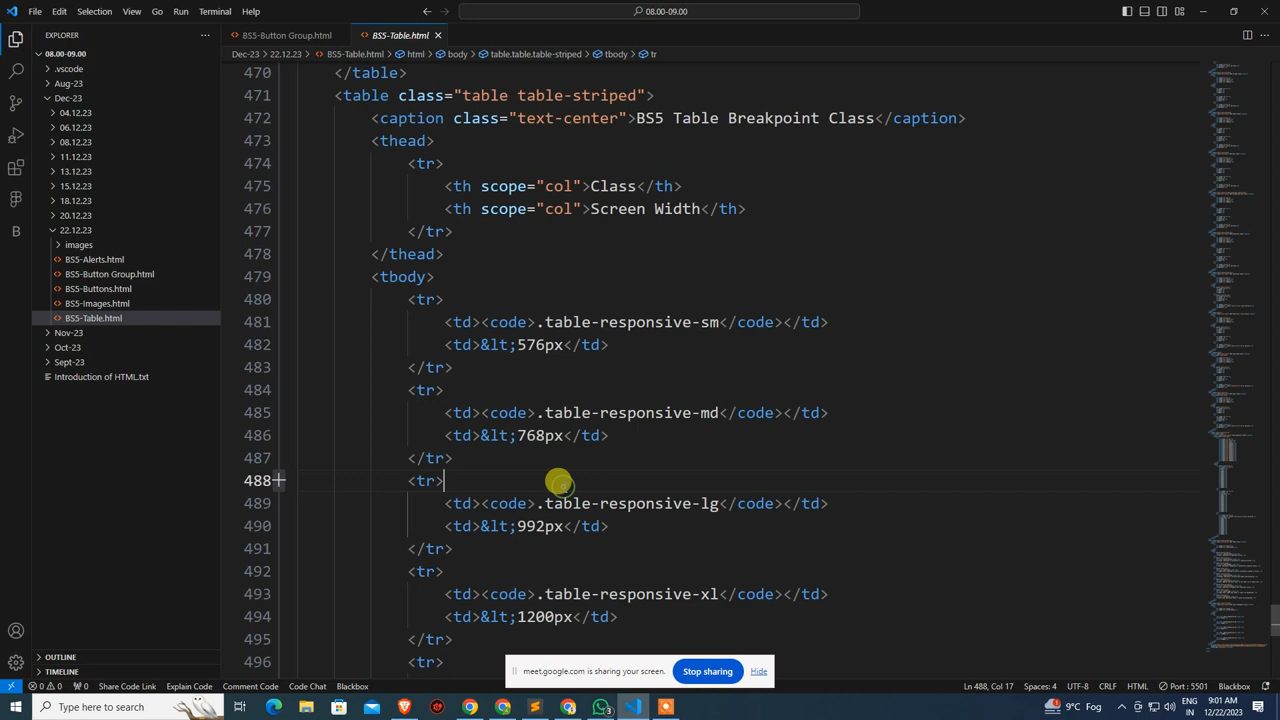 File Edit Selection View Go Run Terminal Help
08.00-09.00
EXPLORER
BS5-Button Group.html
BS5-Table.html
08.00-09.00
Dec-23 > 22.12.23 > BS5-Table.html > html > body > table.table.table-striped > tbody > tr
.vscode
Aug-23
Dec-23
04.12.23
06.12.23
08.12.23
11.12.23
13.12.23
15.12.23
18.12.23
20.12.23
22.12.23
images
BS5-Alerts.html
BS5-Button Group.html
BS5-Buttons.html
BS5-Images.html
BS5-Table.html
Nov-23
Oct-23
Sept-23
Introduction of HTML.txt
OUTLINE
TIMELINE
470 </table>
471 <table class="table table-striped">
472 <caption class="text-center">BS5 Table Breakpoint Class</caption>
473 <thead>
474 <tr>
475 <th scope="col">Class</th>
476 <th scope="col">Screen Width</th>
477 </tr>
478 </thead>
479 <tbody>
480 <tr>
481 <td><code>.table-responsive-sm</code></td>
482 <td>&lt;576px</td>
483 </tr>
484 <tr>
485 <td><code>.table-responsive-md</code></td>
486 <td>&lt;768px</td>
487 </tr>
488 <tr>
489 <td><code>.table-responsive-lg</code></td>
490 <td>&lt;992px</td>
491 </tr>
492 <tr>
493 <td><code>.table-responsive-xl</code></td>
494 <td>&lt;1200px</td>
495 </tr>
496 <tr>
meet.google.com is sharing your screen. Stop sharing Hide
0 0 0 Share Code Link Explain Code Comment Code Code Chat Blackbox
Ln 488, Col 17 Spaces: 4 UTF-8 CRLF HTML Port : 5501 Blackbox
Type here to search
3
9°C Fog
ENG
IN
9:01 AM
12/22/2023